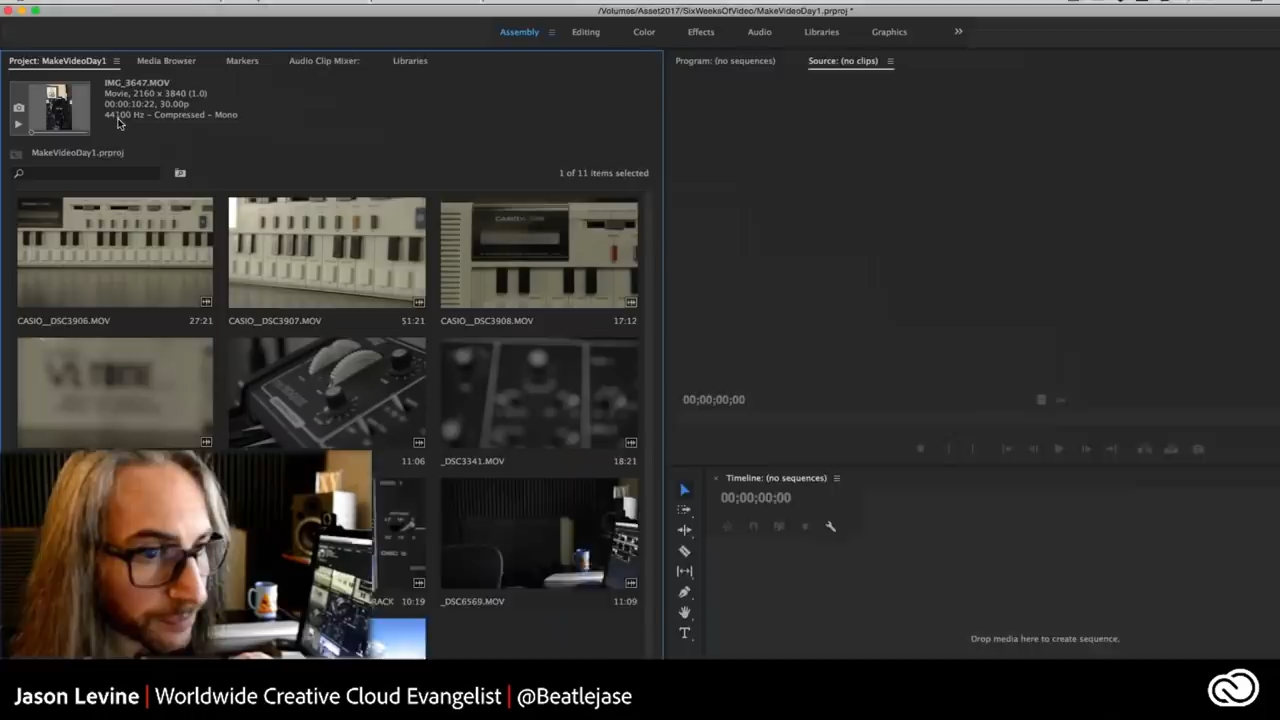 /Volumes/Asset2017/SixWeeksOfVideo/MakeVideoDay1.prproj *
Assembly Editing Color Effects Audio Libraries Graphics >>
Project: MakeVideoDay1 Media Browser Markers Audio Clip Mixer: Libraries
Program: (no sequences) Source: (no clips)
IMG_3647.MOV
Movie, 2160 x 3840 (1.0)
00:00:10:22, 30.00p
44100 Hz - Compressed - Mono
MakeVideoDay1.prproj
1 of 11 items selected
CASIO__DSC3906.MOV 27:21
CASIO__DSC3907.MOV 51:21
CASIO__DSC3908.MOV 17:12
00;00;00;00
11:06
_DSC3341.MOV 18:21
Timeline: (no sequences)
00;00;00;00
RACK 10:19
_DSC6569.MOV 11:09
Drop media here to create sequence.
Jason Levine | Worldwide Creative Cloud Evangelist | @Beatlejase